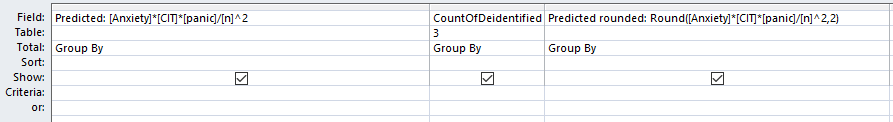 Field: Predicted: [Anxiety]*[CIT]*[panic]/[n]^2 CountOfDeidentified Predicted rounded: Round([Anxiety]*[CIT]*[panic]/[n]^2,2)
Table: 3
Total: Group By Group By Group By
Sort:
Show:
Criteria:
or: